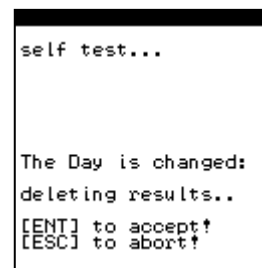 self test...
The Day is changed:
deleting results..
[ENT] to accept!
[ESC] to abort!